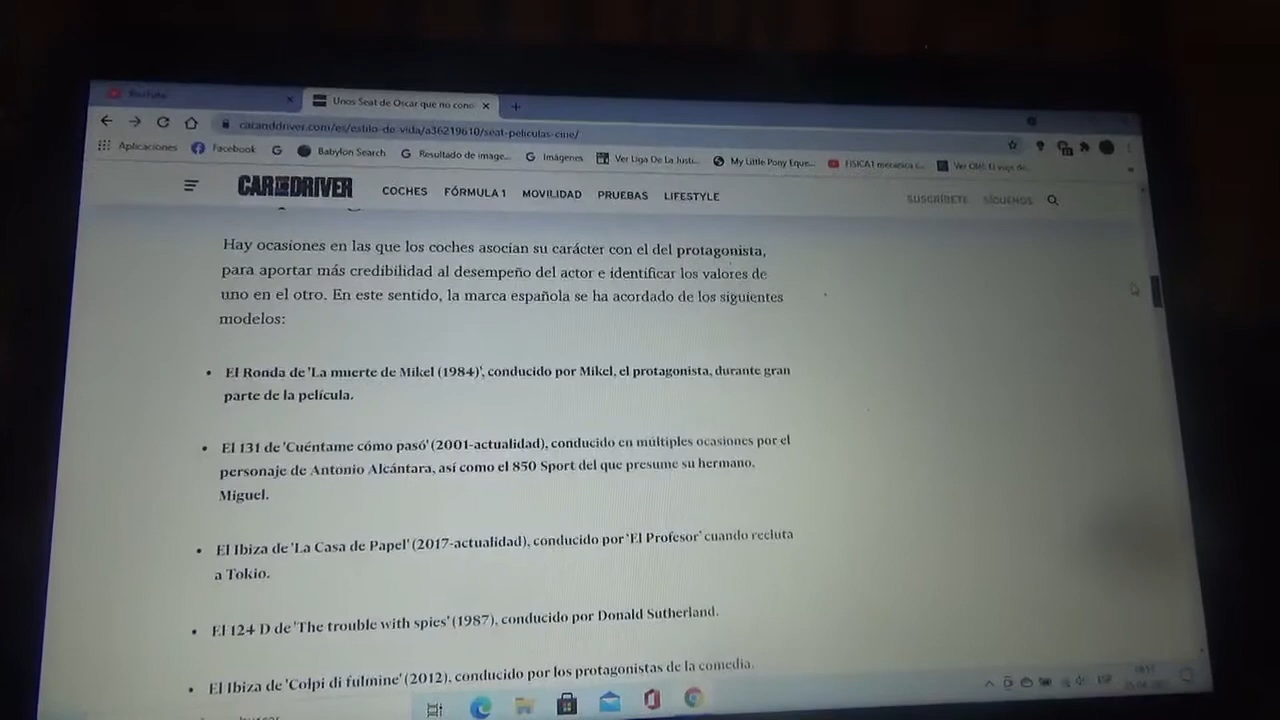 YouTube
Unos Seat de Oscar que no cono
caranddriver.com/es/estilo-de-vida/a36219610/seat-peliculas-cine/
Aplicaciones Facebook Babylon Search Resultado de image... Imágenes Ver Liga De La Justi... My Little Pony Eque... FISICA1 mecanica c...
CAR AND DRIVER COCHES FÓRMULA 1 MOVILIDAD PRUEBAS LIFESTYLE SUSCRÍBETE SÍGUENOS
Hay ocasiones en las que los coches asocian su carácter con el del protagonista,
para aportar más credibilidad al desempeño del actor e identificar los valores de
uno en el otro. En este sentido, la marca española se ha acordado de los siguientes
modelos:
• El Ronda de 'La muerte de Mikel (1984)', conducido por Mikel, el protagonista, durante gran
parte de la película.
• El 131 de 'Cuéntame cómo pasó' (2001-actualidad), conducido en múltiples ocasiones por el
personaje de Antonio Alcántara, así como el 850 Sport del que presume su hermano,
Miguel.
• El Ibiza de 'La Casa de Papel' (2017-actualidad), conducido por 'El Profesor' cuando recluta
a Tokio.
• El 124 D de 'The trouble with spies' (1987), conducido por Donald Sutherland.
• El Ibiza de 'Colpi di fulmine' (2012), conducido por los protagonistas de la comedia.